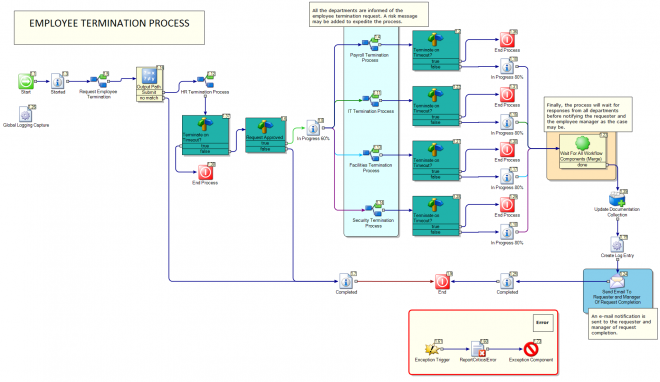 EMPLOYEE TERMINATION PROCESS
All the departments are informed of the
employee termination request. A risk message
may be added to expedite the process.
Start
Started
Request Employee
Termination
Output Path
Submit
no match
HR Termination Process
Global Logging Capture
Terminate on
Timeout?
true
false
End Process
Request Approved
true
false
In Progress 60%
Payroll Termination
Process
Terminate on
Timeout?
true
false
End Process
In Progress 80%
IT Termination
Process
Terminate on
Timeout?
true
false
End Process
In Progress 80%
Facilities Termination
Process
Terminate on
Timeout?
true
false
End Process
In Progress 80%
Security Termination
Process
Terminate on
Timeout?
true
false
End Process
In Progress 80%
Finally, the process will wait for
responses from all departments
before notifying the requester and
the employee manager as the case
may be.
Wait For All Workflow
Components (Merge)
done
Update Documentation
Collection
Create Log Entry
Send Email To
Requester and Manager
Of Request Completion
An e-mail notification is
sent to the requester and
manager of request
completion.
Completed
End
Completed
Error
Exception Trigger
ReportCriticalError
Exception Component